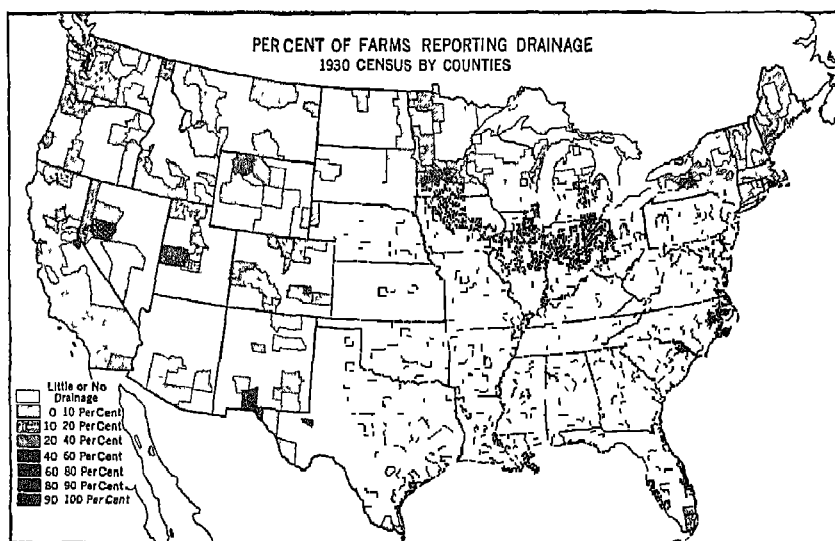 PER CENT OF FARMS REPORTING DRAINAGE
1930 CENSUS BY COUNTIES
Little or No
Drainage
0 10 Per Cent
10 20 Per Cent
20 40 Per Cent
40 60 Per Cent
60 80 Per Cent
80 90 Per Cent
90 100 Per Cent